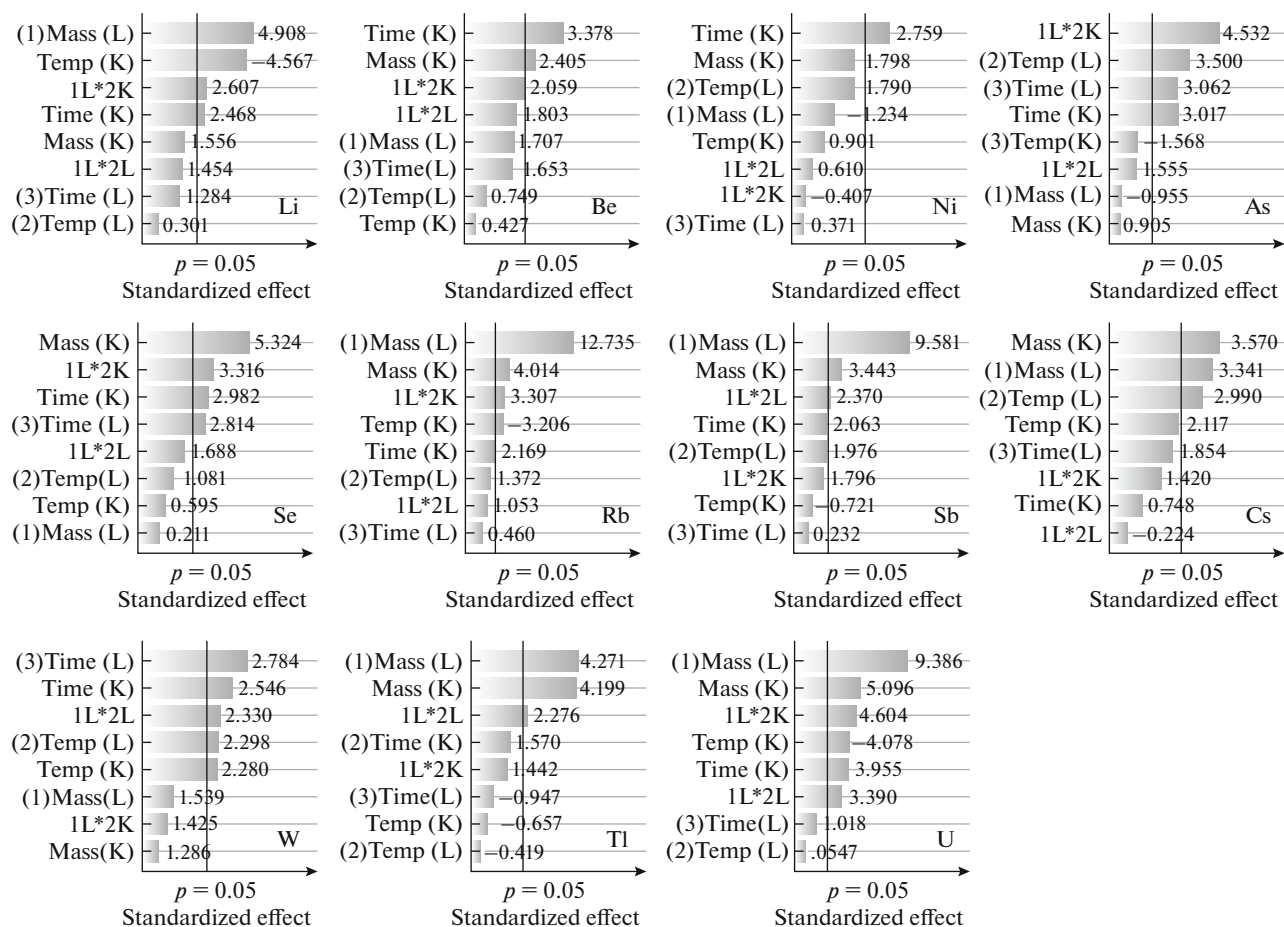 (1)Mass (L) 4.908
Temp (K) −4.567
1L*2K 2.607
Time (K) 2.468
Mass (K) 1.556
1L*2L 1.454
(3)Time (L) 1.284
(2)Temp (L) 0.301
Li
p = 0.05
Standardized effect
Time (K) 3.378
Mass (K) 2.405
1L*2K 2.059
1L*2L 1.803
(1)Mass (L) 1.707
(3)Time(L) 1.653
(2)Temp(L) 0.749
Temp (K) 0.427
Be
p = 0.05
Standardized effect
Time (K) 2.759
Mass (K) 1.798
(2)Temp(L) 1.790
(1)Mass (L) −1.234
Temp(K) 0.901
1L*2L 0.610
1L*2K −0.407
(3)Time (L) 0.371
Ni
p = 0.05
Standardized effect
1L*2K 4.532
(2)Temp (L) 3.500
(3)Time (L) 3.062
Time (K) 3.017
(3)Temp(K) −1.568
1L*2L 1.555
(1)Mass (L) −0.955
Mass (K) 0.905
As
p = 0.05
Standardized effect
Mass (K) 5.324
1L*2K 3.316
Time (K) 2.982
(3)Time (L) 2.814
1L*2L 1.688
(2)Temp(L) 1.081
Temp (K) 0.595
(1)Mass (L) 0.211
Se
p = 0.05
Standardized effect
(1)Mass (L) 12.735
Mass (K) 4.014
1L*2K 3.307
Temp (K) −3.206
Time (K) 2.169
(2)Temp(L) 1.372
1L*2L 1.053
(3)Time (L) 0.460
Rb
p = 0.05
Standardized effect
(1)Mass (L) 9.581
Mass (K) 3.443
1L*2L 2.370
Time (K) 2.063
(2)Temp(L) 1.976
1L*2K 1.796
Temp(K) −0.721
(3)Time (L) 0.232
Sb
p = 0.05
Standardized effect
Mass (K) 3.570
(1)Mass (L) 3.341
(2)Temp (L) 2.990
Temp (K) 2.117
(3)Time(L) 1.854
1L*2K 1.420
Time(K) 0.748
1L*2L −0.224
Cs
p = 0.05
Standardized effect
(3)Time (L) 2.784
Time (K) 2.546
1L*2L 2.330
(2)Temp (L) 2.298
Temp (K) 2.280
(1)Mass(L) 1.539
1L*2K 1.425
Mass(K) 1.286
W
p = 0.05
Standardized effect
(1)Mass (L) 4.271
Mass (K) 4.199
1L*2L 2.276
(2)Time (K) 1.570
1L*2K 1.442
(3)Time(L) −0.947
Temp (K) −0.657
(2)Temp (L) −0.419
Tl
p = 0.05
Standardized effect
(1)Mass (L) 9.386
Mass (K) 5.096
1L*2K 4.604
Temp (K) −4.078
Time (K) 3.955
1L*2L 3.390
(3)Time(L) 1.018
(2)Temp (L) .0547
U
p = 0.05
Standardized effect